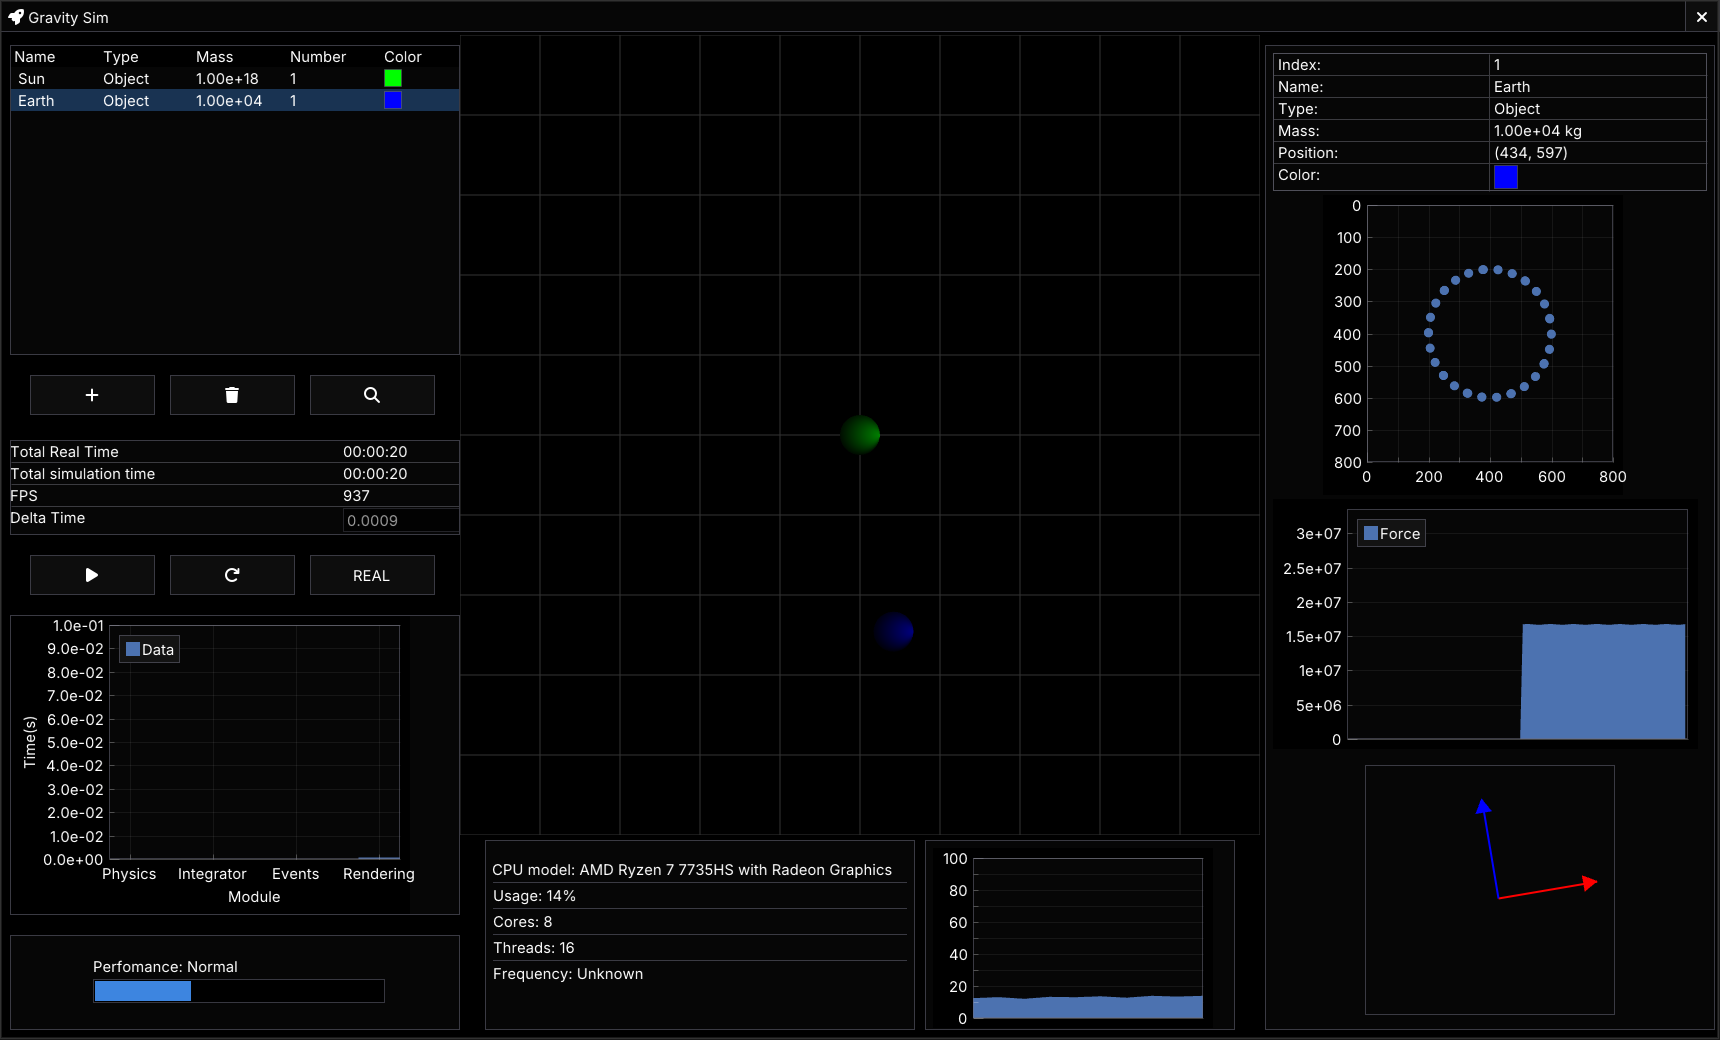 Gravity Sim
Name Type Mass Number Color
Sun Object 1.00e+18 1
Earth Object 1.00e+04 1
Total Real Time 00:00:20
Total simulation time 00:00:20
FPS 937
Delta Time 0.0009
REAL
1.0e-01
9.0e-02
8.0e-02
7.0e-02
6.0e-02
5.0e-02
4.0e-02
3.0e-02
2.0e-02
1.0e-02
0.0e+00
Time(s)
Data
Physics Integrator Events Rendering
Module
Perfomance: Normal
CPU model: AMD Ryzen 7 7735HS with Radeon Graphics
Usage: 14%
Cores: 8
Threads: 16
Frequency: Unknown
100
80
60
40
20
0
Index: 1
Name: Earth
Type: Object
Mass: 1.00e+04 kg
Position: (434, 597)
Color:
0
100
200
300
400
500
600
700
800
0 200 400 600 800
3e+07
2.5e+07
2e+07
1.5e+07
1e+07
5e+06
0
Force